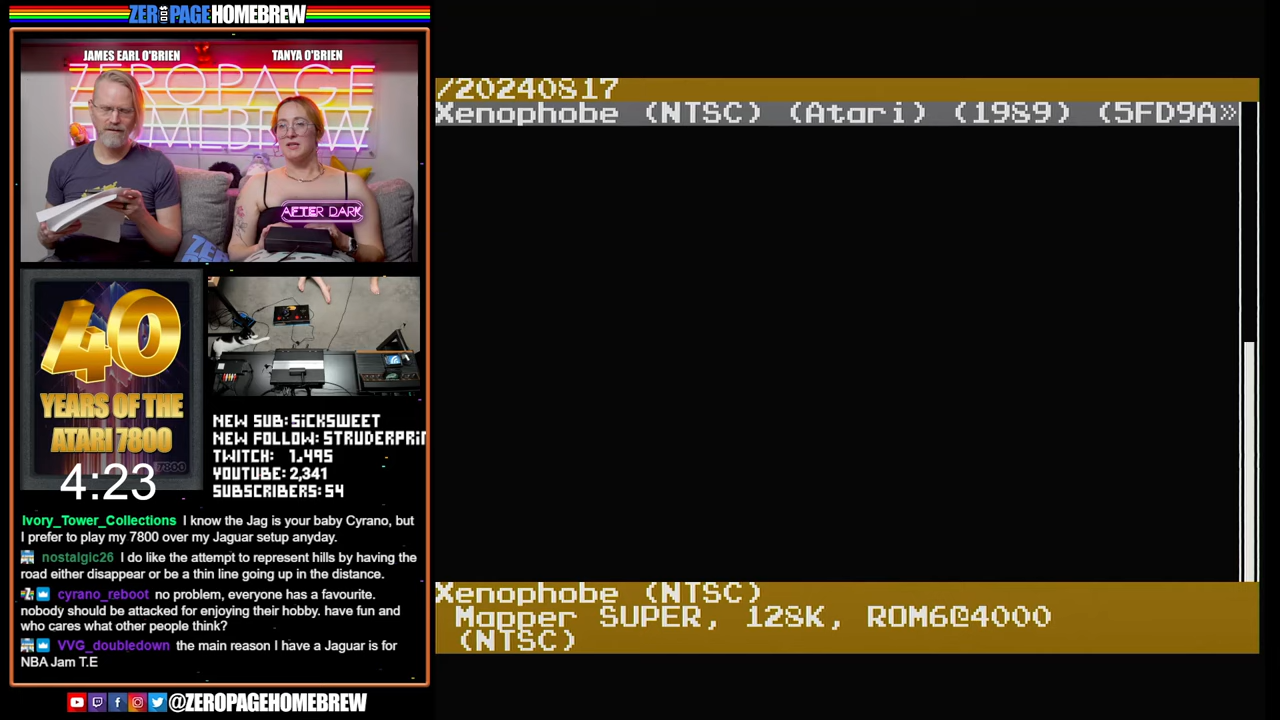 ZEROPAGE HOMEBREW
JAMES EARL O'BRIEN
TANYA O'BRIEN
ZEROPAGE
HOMEBREW
AFTER DARK
40
YEARS OF THE
ATARI 7800
7800
4:23
NEW SUB: SICKSWEET
NEW FOLLOW: STRUDERPRIN
TWITCH: 1,495
YOUTUBE: 2,341
SUBSCRIBERS: 54
Ivory_Tower_Collections I know the Jag is your baby Cyrano, but
I prefer to play my 7800 over my Jaguar setup anyday.
nostalgic26 I do like the attempt to represent hills by having the
road either disappear or be a thin line going up in the distance.
cyrano_reboot no problem, everyone has a favourite.
nobody should be attacked for enjoying their hobby. have fun and
who cares what other people think?
VVG_doubledown the main reason I have a Jaguar is for
NBA Jam T.E
@ZEROPAGEHOMEBREW
/20240817
Xenophobe (NTSC) (Atari) (1989) (5FD9A»
Xenophobe (NTSC)
Mapper SUPER, 128K, ROM6@4000
(NTSC)